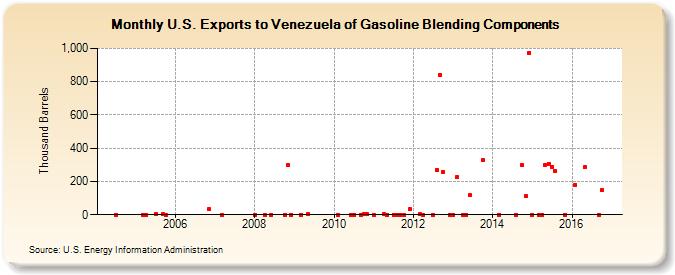 Monthly U.S. Exports to Venezuela of Gasoline Blending Components
Thousand Barrels
1,000
800
600
400
200
0
2006 2008 2010 2012 2014 2016
Source: U.S. Energy Information Administration